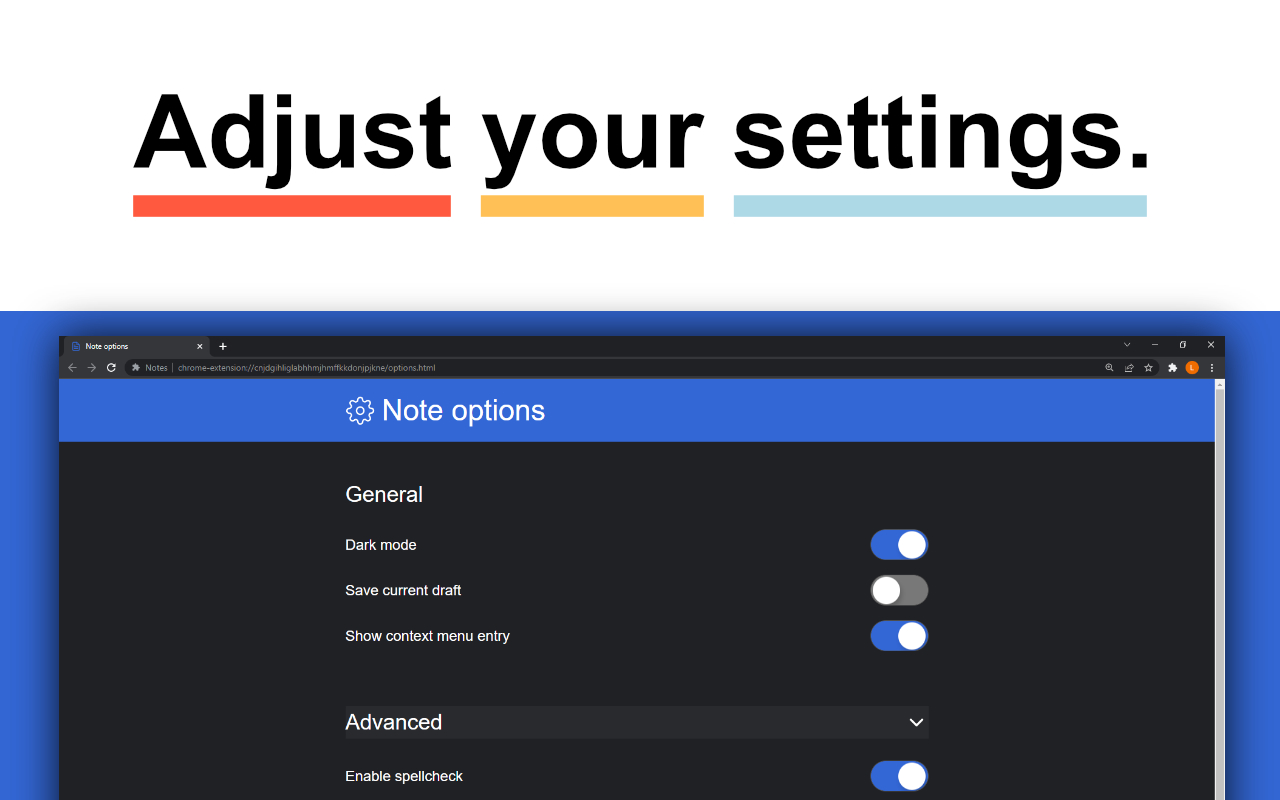 Adjust your settings.
Note options
Notes | chrome-extension://cnjdgihliglabhhmjhmffkkdonjpjkne/options.html
L
Note options
General
Dark mode
Save current draft
Show context menu entry
Advanced
Enable spellcheck